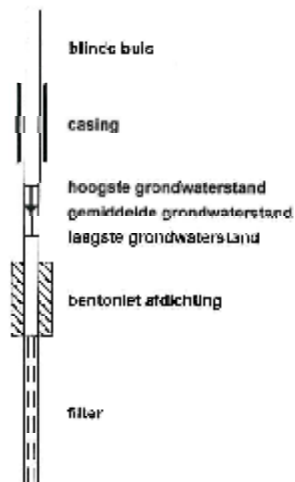 blinde buis
casing
hoogste grondwaterstand
gemiddelde grondwaterstand
laagste grondwaterstand
bentoniet afdichting
filter